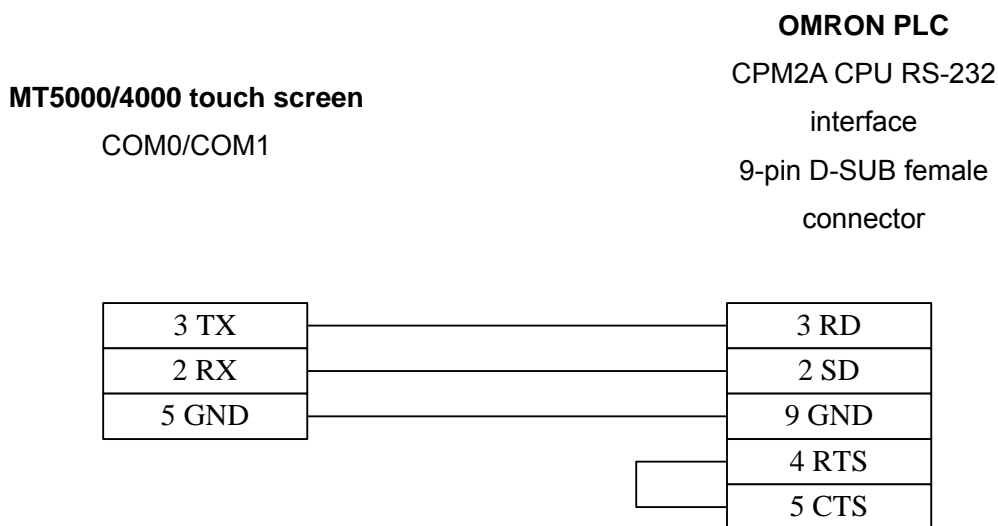 MT5000/4000 touch screen
COM0/COM1
OMRON PLC
CPM2A CPU RS-232
interface
9-pin D-SUB female
connector
3 TX
2 RX
5 GND
3 RD
2 SD
9 GND
4 RTS
5 CTS